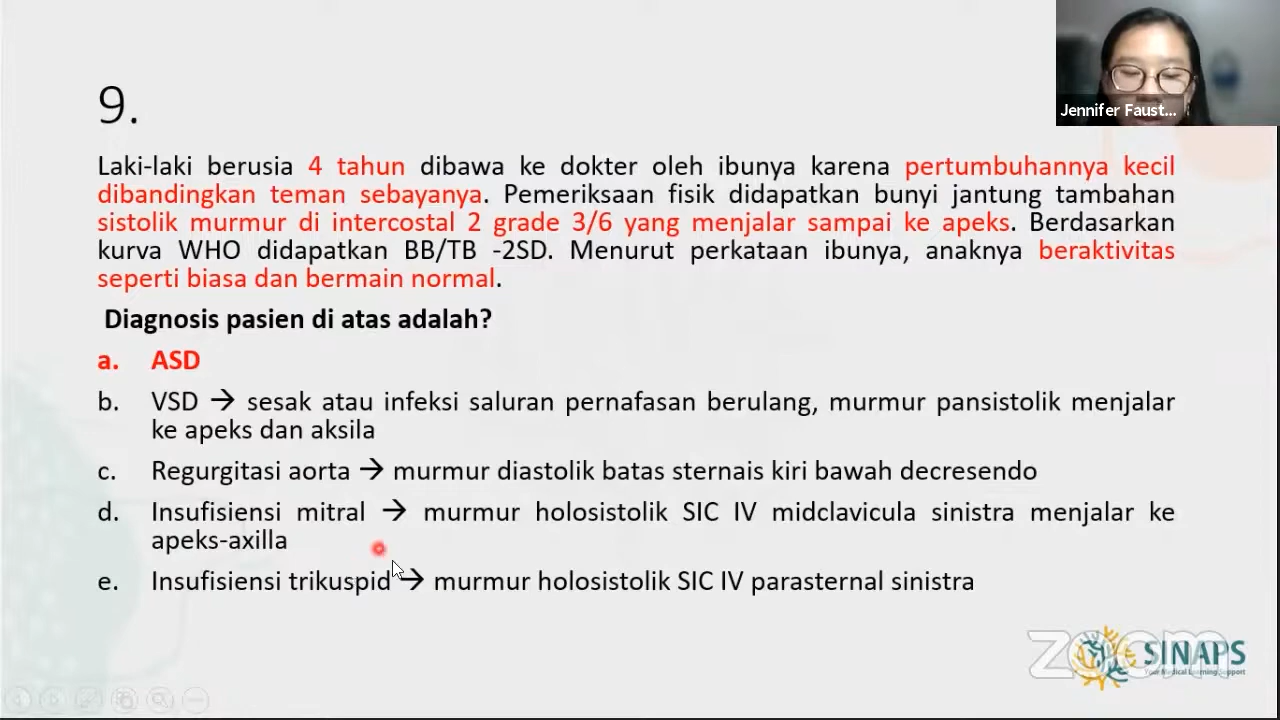 Jennifer Faust...
9.
Laki-laki berusia 4 tahun dibawa ke dokter oleh ibunya karena pertumbuhannya kecil
dibandingkan teman sebayanya. Pemeriksaan fisik didapatkan bunyi jantung tambahan
sistolik murmur di intercostal 2 grade 3/6 yang menjalar sampai ke apeks. Berdasarkan
kurva WHO didapatkan BB/TB -2SD. Menurut perkataan ibunya, anaknya beraktivitas
seperti biasa dan bermain normal.
Diagnosis pasien di atas adalah?
a. ASD
b. VSD → sesak atau infeksi saluran pernafasan berulang, murmur pansistolik menjalar
ke apeks dan aksila
c. Regurgitasi aorta → murmur diastolik batas sternais kiri bawah decresendo
d. Insufisiensi mitral → murmur holosistolik SIC IV midclavicula sinistra menjalar ke
apeks-axilla
e. Insufisiensi trikuspid → murmur holosistolik SIC IV parasternal sinistra
zoom
SINAPS
Your Medical Learning Support